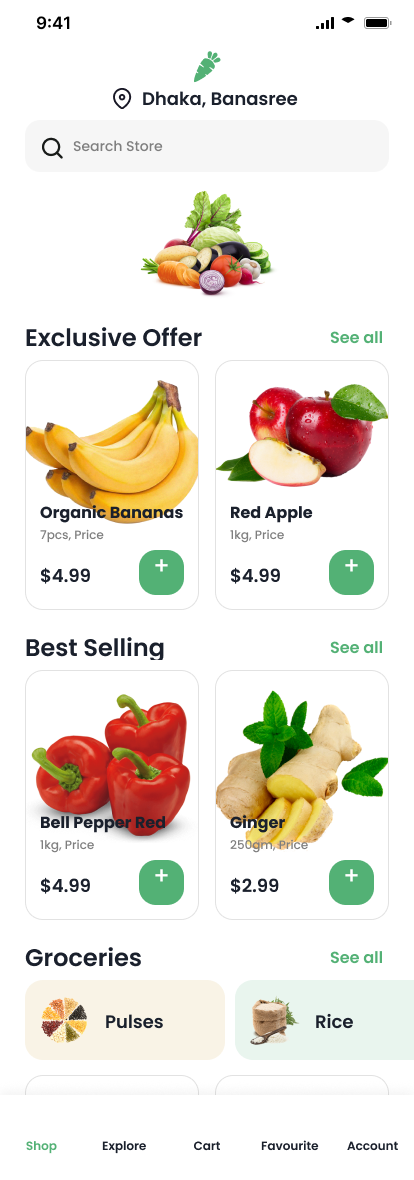 9:41
Dhaka, Banasree
Search Store
Exclusive Offer See all
Organic Bananas
7pcs, Price
$4.99 +
Red Apple
1kg, Price
$4.99 +
Best Selling See all
Bell Pepper Red
1kg, Price
$4.99 +
Ginger
250gm, Price
$2.99 +
Groceries See all
Pulses
Rice
Shop Explore Cart Favourite Account